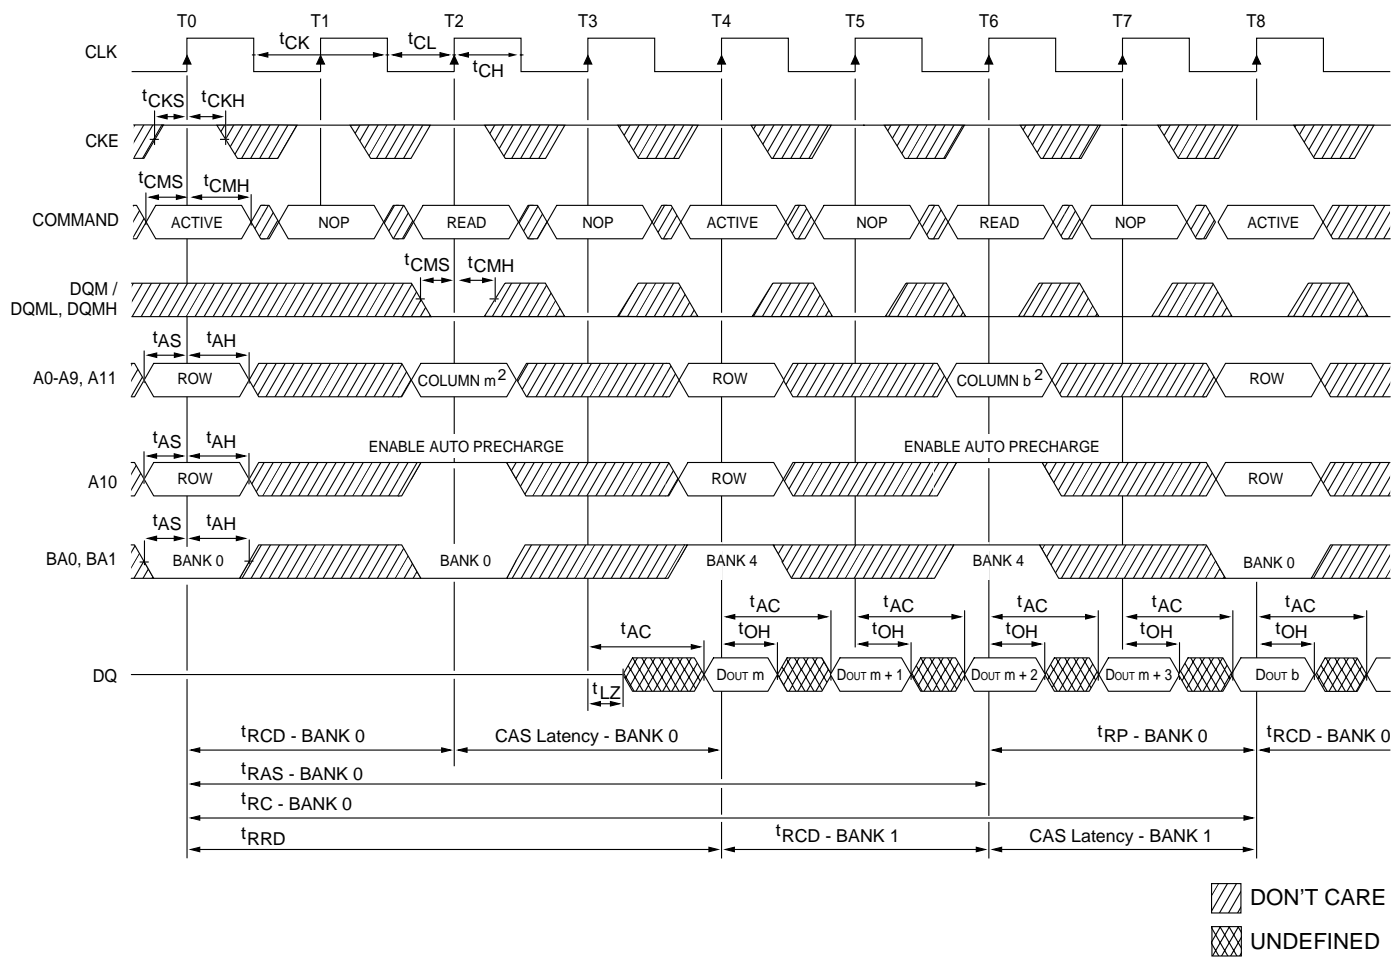 T0 T1 T2 T3 T4 T5 T6 T7 T8
CLK
tCK tCL
tCH
tCKS tCKH
CKE
tCMS tCMH
COMMAND ACTIVE NOP READ NOP ACTIVE NOP READ NOP ACTIVE
tCMS tCMH
DQM /
DQML, DQMH
tAS tAH
A0-A9, A11 ROW COLUMN m2 ROW COLUMN b2 ROW
tAS tAH ENABLE AUTO PRECHARGE ENABLE AUTO PRECHARGE
A10 ROW ROW ROW
tAS tAH
BA0, BA1 BANK 0 BANK 0 BANK 4 BANK 4 BANK 0
tAC tAC tAC tAC tAC
tAC tOH tOH tOH tOH tOH
DQ DOUT m DOUT m + 1 DOUT m + 2 DOUT m + 3 DOUT b
tLZ
tRCD - BANK 0 CAS Latency - BANK 0 tRP - BANK 0 tRCD - BANK 0
tRAS - BANK 0
tRC - BANK 0
tRRD tRCD - BANK 1 CAS Latency - BANK 1
DON'T CARE
UNDEFINED